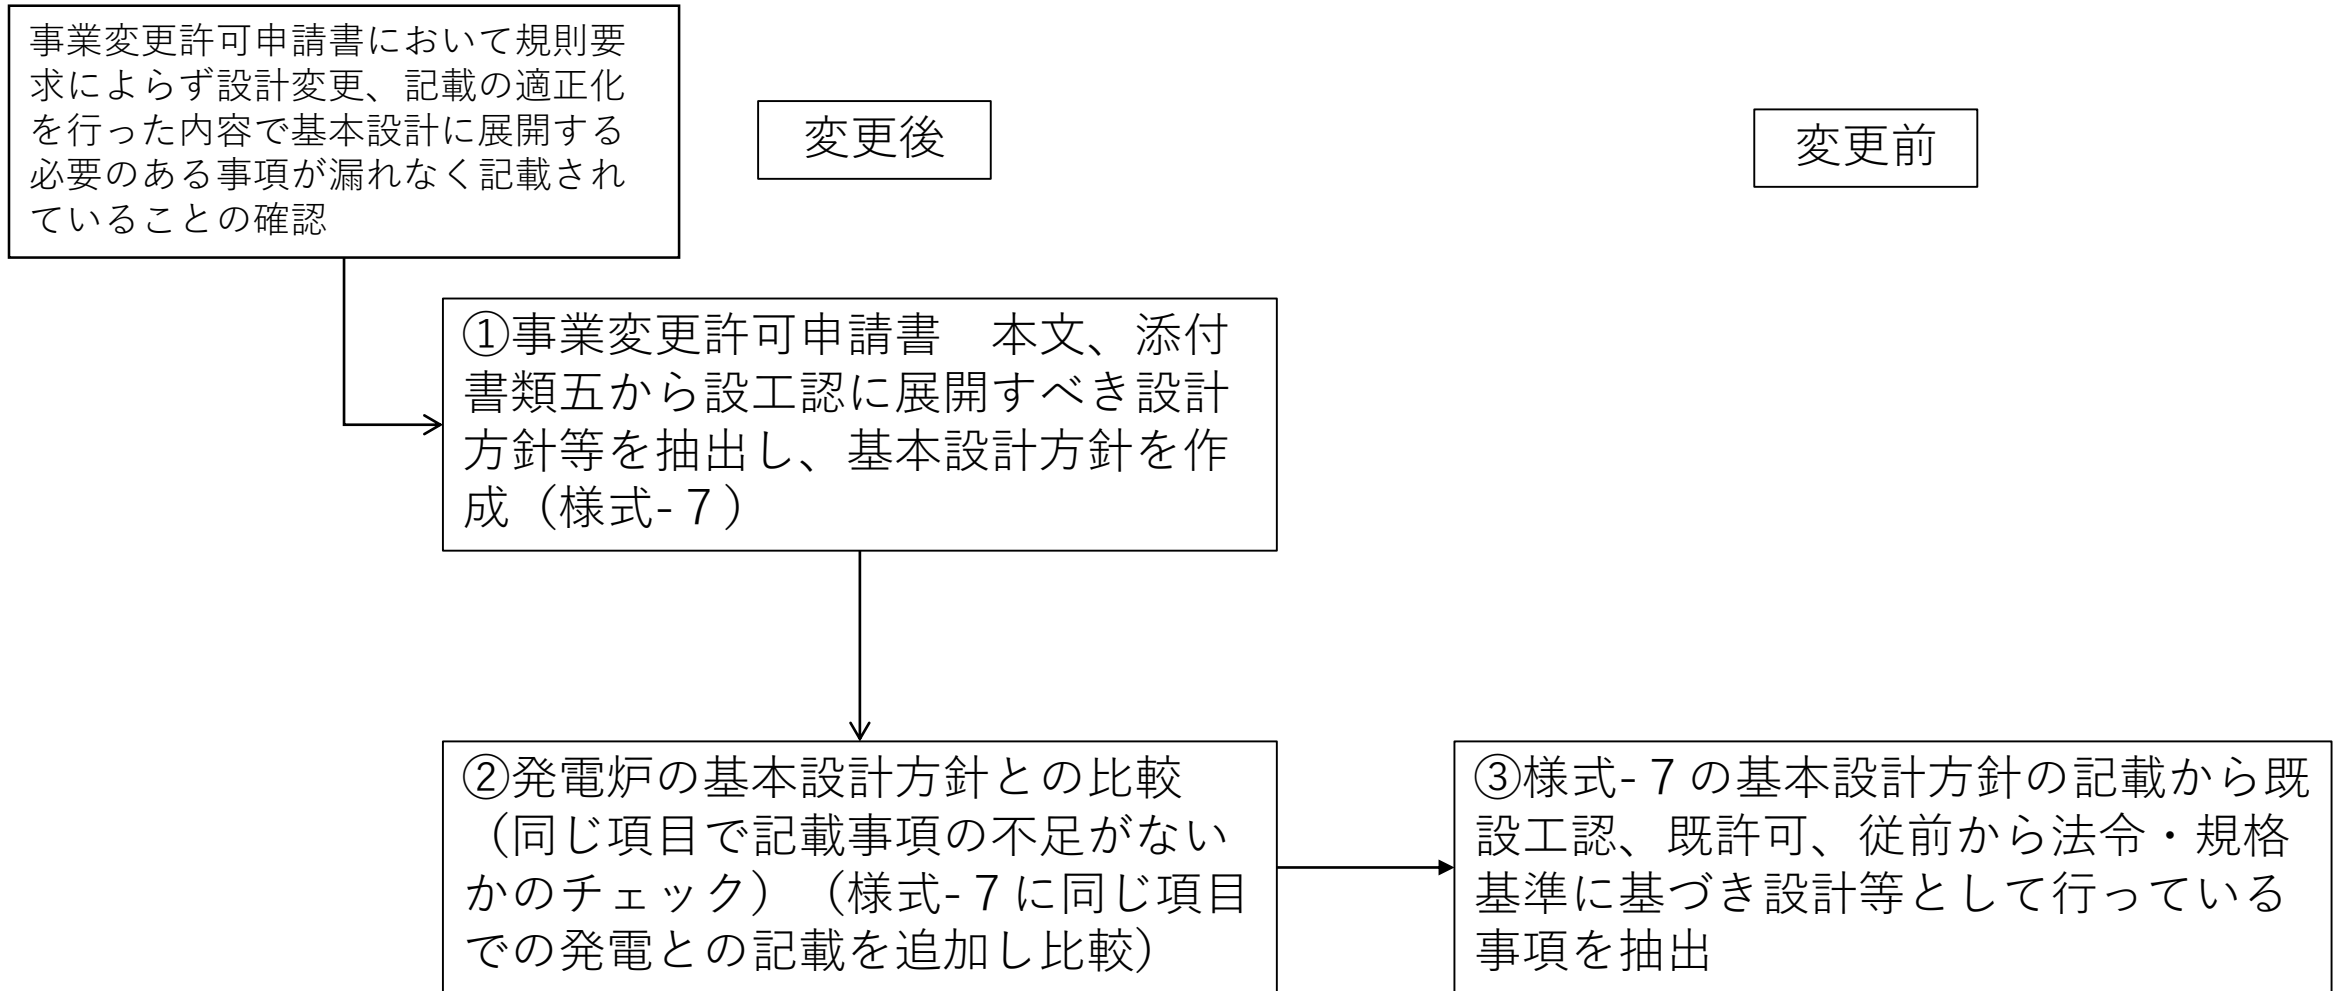 事業変更許可申請書において規則要
求によらず設計変更、記載の適正化
を行った内容で基本設計に展開する
必要のある事項が漏れなく記載され
ていることの確認
変更後
変更前
①事業変更許可申請書　本文、添付
書類五から設工認に展開すべき設計
方針等を抽出し、基本設計方針を作
成（様式-７）
②発電炉の基本設計方針との比較
（同じ項目で記載事項の不足がない
かのチェック）（様式-７に同じ項目
での発電との記載を追加し比較）
③様式-７の基本設計方針の記載から既
設工認、既許可、従前から法令・規格
基準に基づき設計等として行っている
事項を抽出